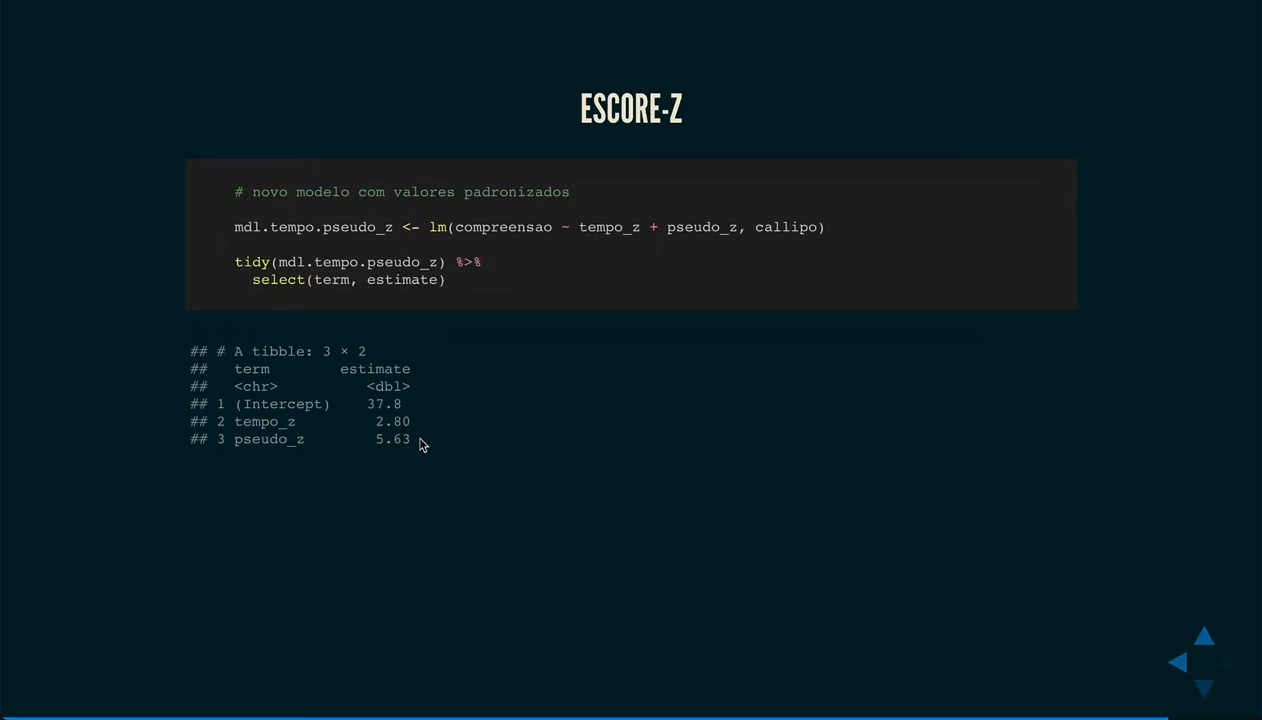 ESCORE-Z
# novo modelo com valores padronizados
mdl.tempo.pseudo_z <- lm(compreensao ~ tempo_z + pseudo_z, callipo)
tidy(mdl.tempo.pseudo_z) %>%
  select(term, estimate)
## # A tibble: 3 × 2
##   term        estimate
##   <chr>          <dbl>
## 1 (Intercept)    37.8
## 2 tempo_z         2.80
## 3 pseudo_z        5.63